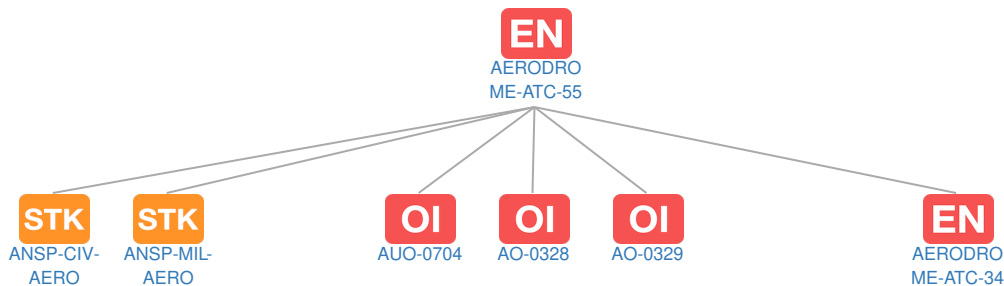 EN
AERODRO
ME-ATC-55
STK STK OI OI OI EN
ANSP-CIV- ANSP-MIL- AUO-0704 AO-0328 AO-0329 AERODRO
AERO AERO ME-ATC-34